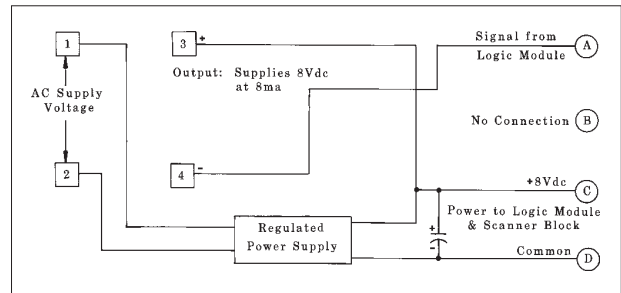 1
3 +
Signal from
Logic Module
A
Output: Supplies 8Vdc
at 8ma
AC Supply
Voltage
No Connection B
2
4 -
+8Vdc
C
Regulated
Power Supply
+
-
Power to Logic Module
& Scanner Block
Common D